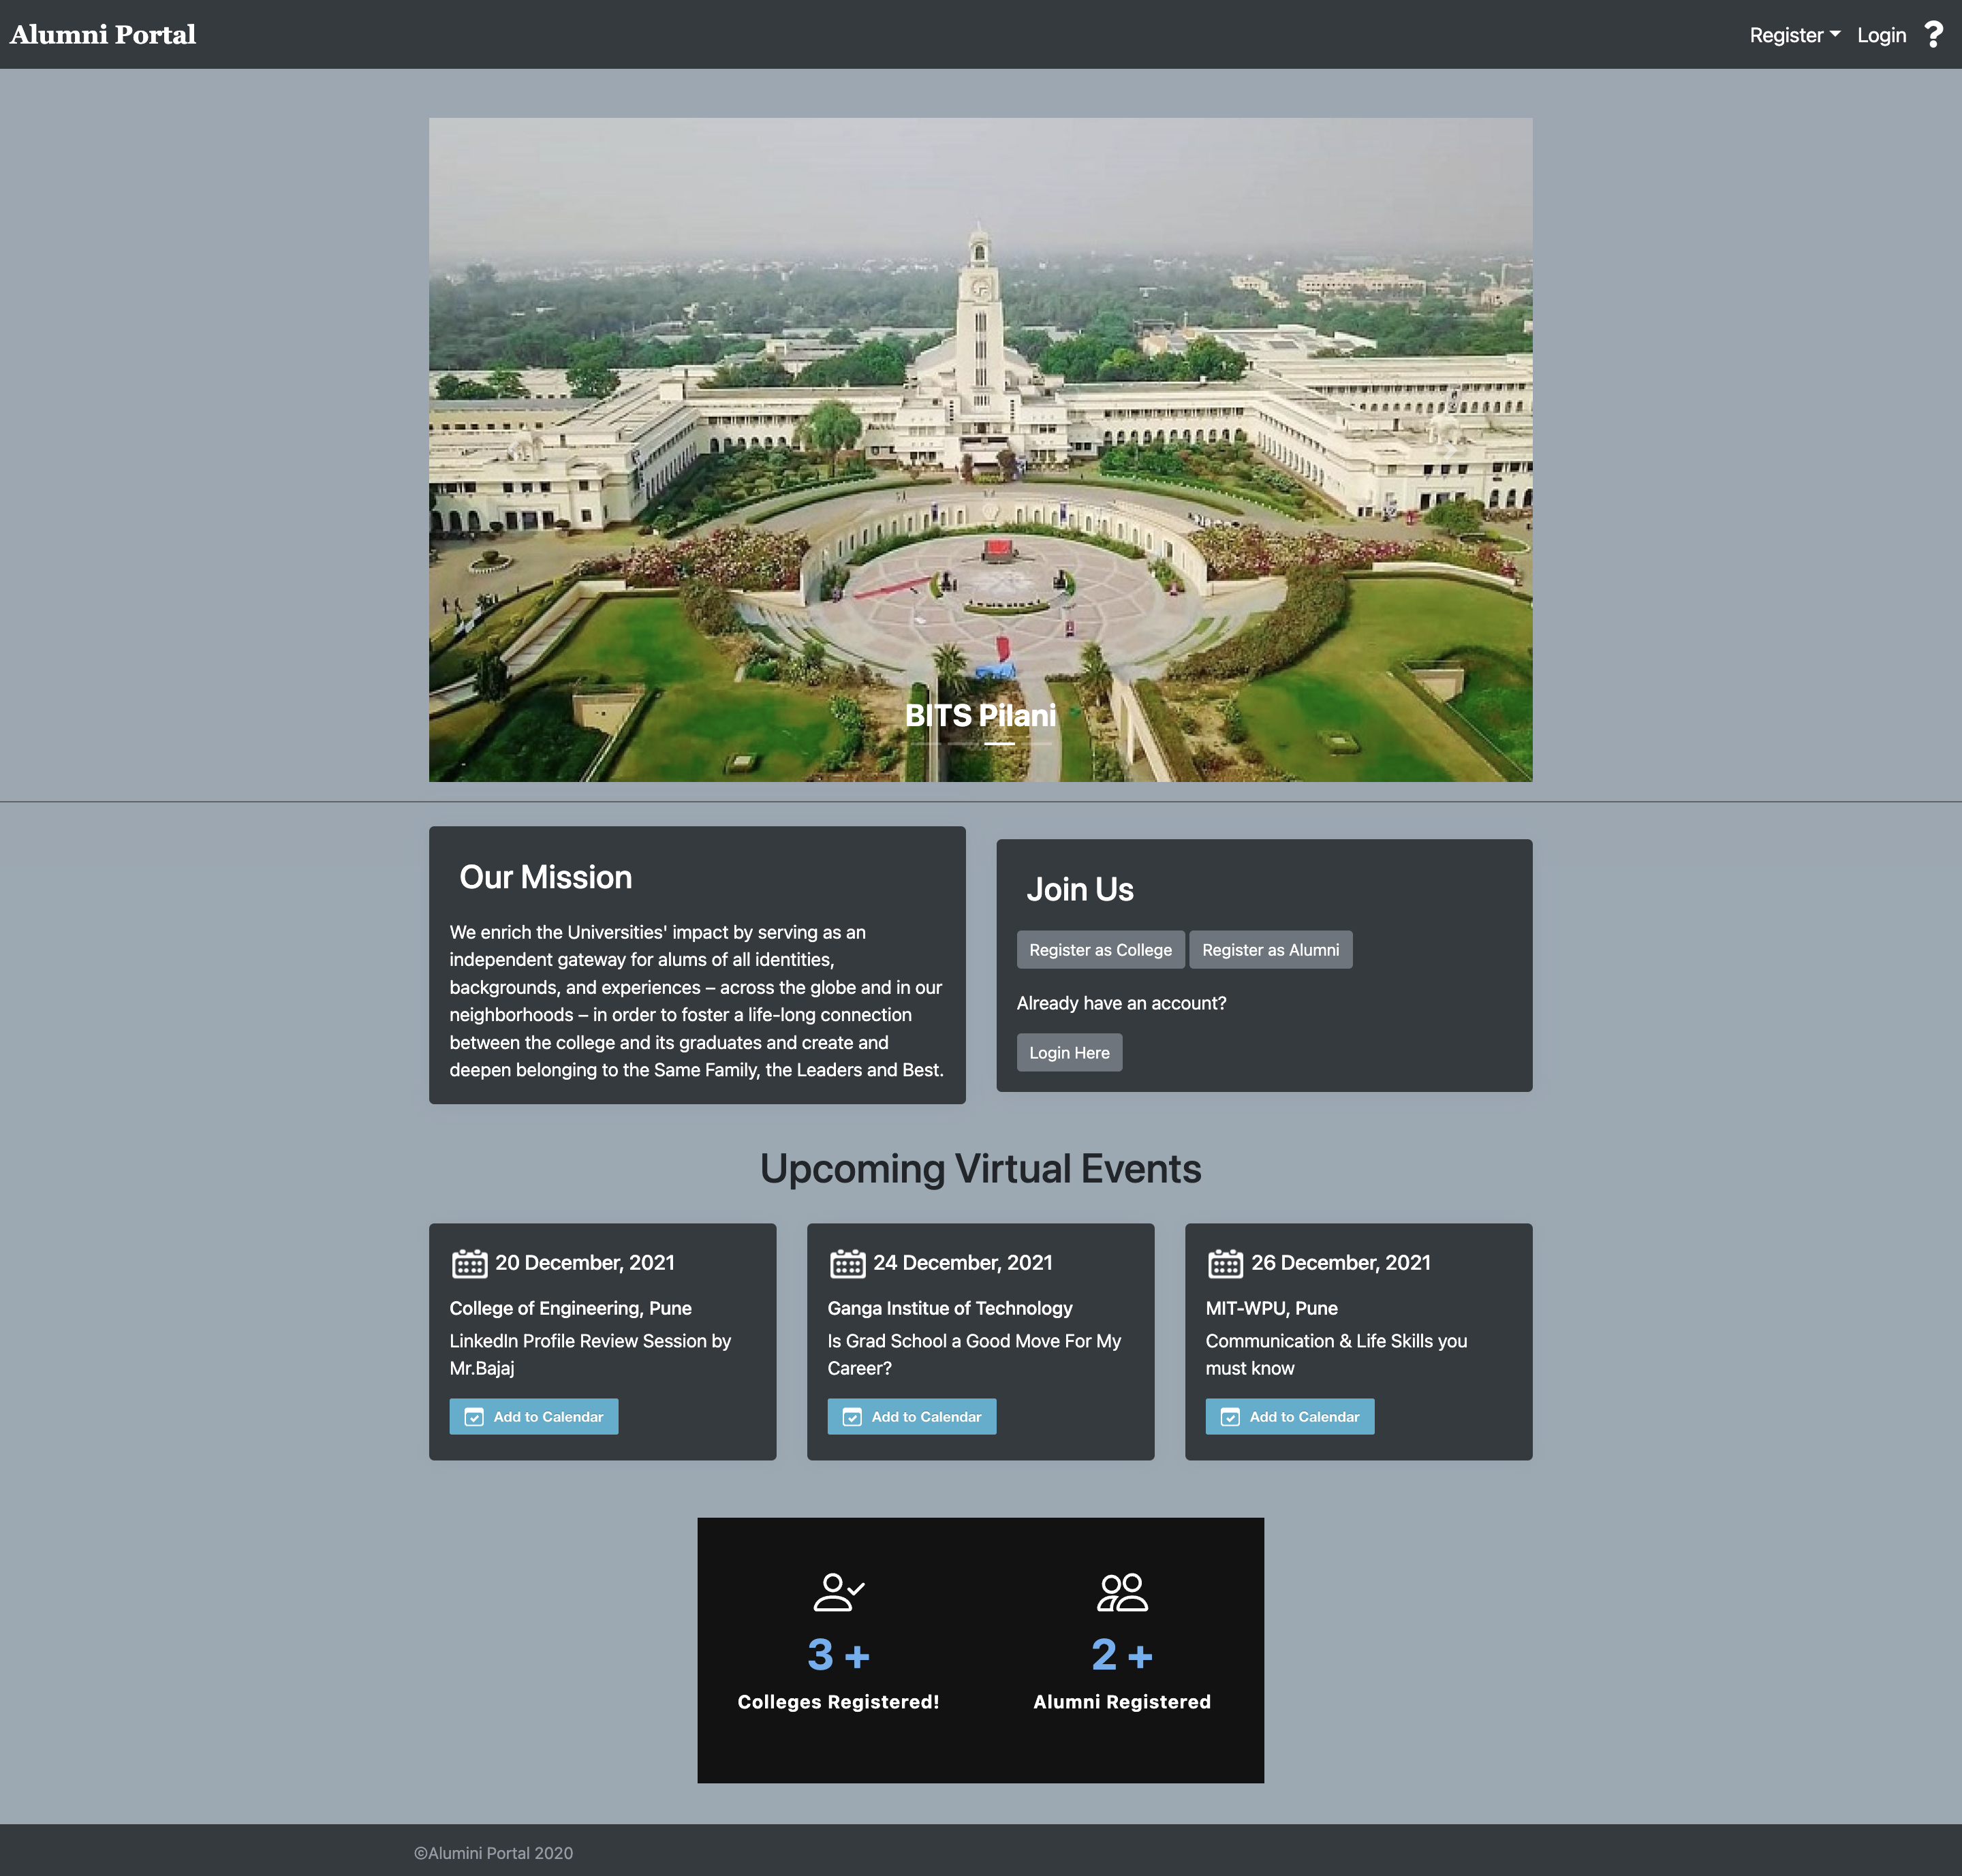 Alumni Portal
Register
Login
?
BITS Pilani
Our Mission
We enrich the Universities' impact by serving as an
independent gateway for alums of all identities,
backgrounds, and experiences – across the globe and in our
neighborhoods – in order to foster a life-long connection
between the college and its graduates and create and
deepen belonging to the Same Family, the Leaders and Best.
Join Us
Register as College
Register as Alumni
Already have an account?
Login Here
Upcoming Virtual Events
20 December, 2021
College of Engineering, Pune
LinkedIn Profile Review Session by
Mr.Bajaj
Add to Calendar
24 December, 2021
Ganga Institue of Technology
Is Grad School a Good Move For My
Career?
Add to Calendar
26 December, 2021
MIT-WPU, Pune
Communication & Life Skills you
must know
Add to Calendar
3 +
Colleges Registered!
2 +
Alumni Registered
©Alumini Portal 2020